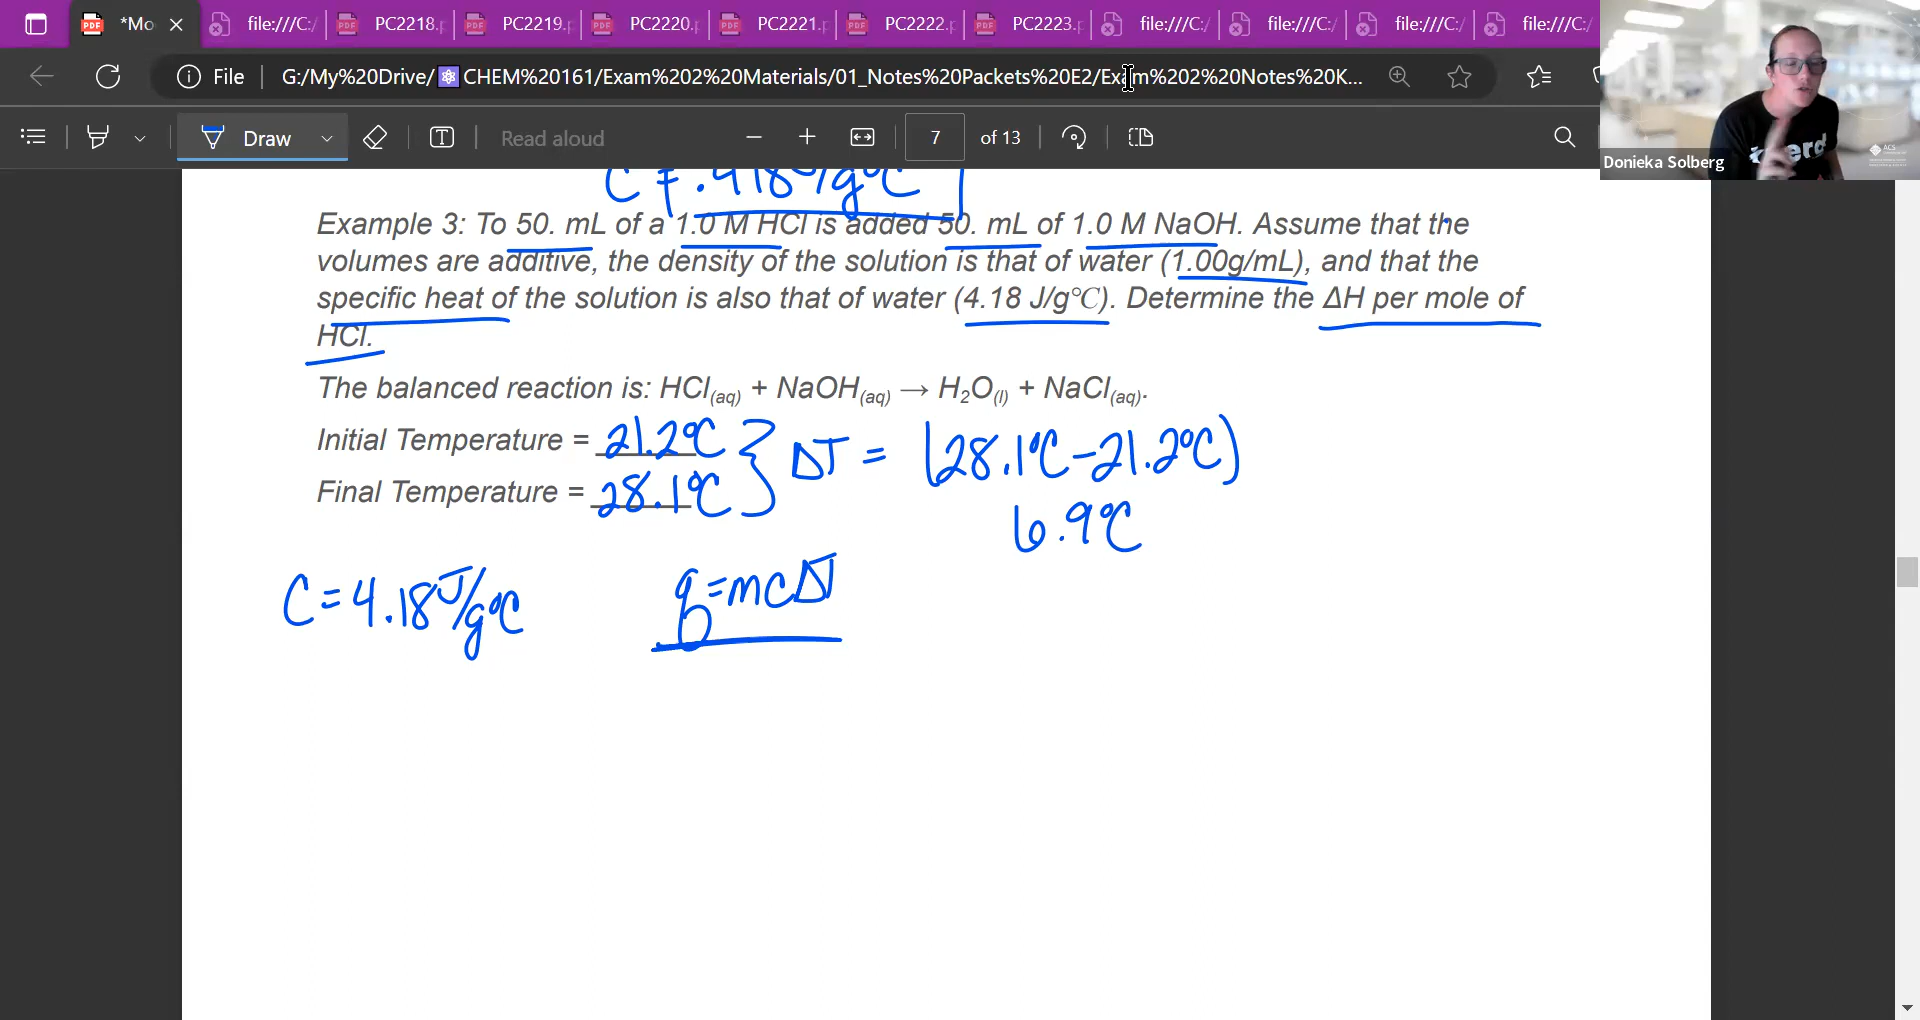 *Mo file:///C:/ PC2218.p PC2219.p PC2220.p PC2221.p PC2222.p PC2223.p file:///C:/ file:///C:/ file:///C:/ file:///C:/
File G:/My%20Drive/ CHEM%20161/Exam%202%20Materials/01_Notes%20Packets%20E2/Exam%202%20Notes%20K...
Draw Read aloud 7 of 13
Donieka Solberg
C = .418 J/g°C
Example 3: To 50. mL of a 1.0 M HCl is added 50. mL of 1.0 M NaOH. Assume that the
volumes are additive, the density of the solution is that of water (1.00g/mL), and that the
specific heat of the solution is also that of water (4.18 J/g°C). Determine the ΔH per mole of
HCl.
The balanced reaction is: HCl(aq) + NaOH(aq) → H2O(l) + NaCl(aq).
Initial Temperature = 21.2°C } ΔT = (28.1°C-21.2°C)
Final Temperature = 28.1°C
6.9°C
C=4.18 J/g°C q=mcΔT